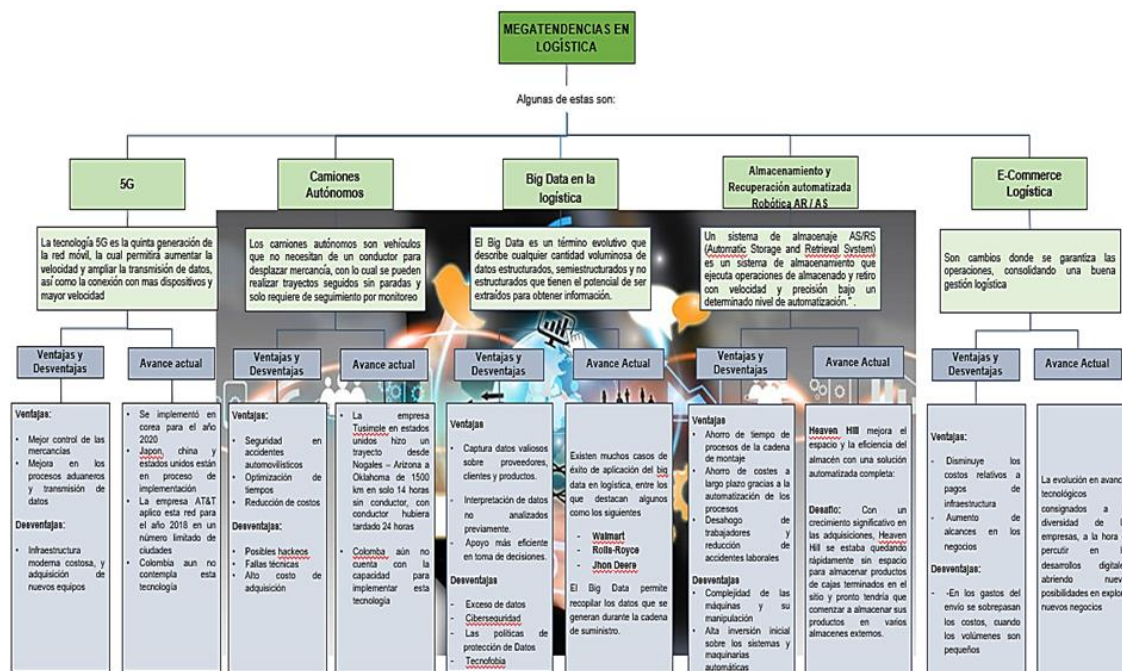 MEGATENDENCIAS EN
LOGÍSTICA
Algunas de estas son:
5G
Camiones
Autónomos
Big Data en la
logística
Almacenamiento y
Recuperación automatizada
Robótica AR / AS
E-Commerce
Logística
La tecnología 5G es la quinta generación de
la red móvil, la cual permitirá aumentar la
velocidad y ampliar la transmisión de datos,
así como la conexión con mas dispositivos y
mayor velocidad
Los camiones autónomos son vehículos
que no necesitan de un conductor para
desplazar mercancía, con lo cual se pueden
realizar trayectos seguidos sin paradas y
solo requiere de seguimiento por monitoreo
El Big Data es un término evolutivo que
describe cualquier cantidad voluminosa de
datos estructurados, semiestructurados y no
estructurados que tienen el potencial de ser
extraídos para obtener información.
Un sistema de almacenaje AS/RS
(Automatic Storage and Retrieval System)
es un sistema de almacenamiento que
ejecuta operaciones de almacenado y retiro
con velocidad y precisión bajo un
determinado nivel de automatización." .
Son cambios donde se garantiza las
operaciones, consolidando una buena
gestión logística
Ventajas y
Desventajas
Avance actual
Ventajas y
Desventajas
Avance actual
Ventajas y
Desventajas
Avance Actual
Ventajas y
Desventajas
Avance Actual
Ventajas y
Desventajas
Avance Actual
Ventajas:
• Mejor control de las
mercancías
• Mejora en los
procesos aduaneros
y transmisión de
datos
Desventajas:
• Infraestructura
moderna costosa, y
adquisición de
nuevos equipos
• Se implementó en
corea para el año
2020
• Japon, china y
estados unidos están
en proceso de
implementación
• La empresa AT&T
aplico esta red para
el año 2018 en un
número limitado de
ciudades
• Colombia aun no
contempla esta
tecnología
Ventajas:
• Seguridad en
accidentes
automovilísticos
• Optimización de
tiempos
• Reducción de costos
Desventajas:
• Posibles hackeos
• Fallas técnicas
• Alto costo de
adquisición
• La empresa
Tusimple en estados
unidos hizo un
trayecto desde
Nogales – Arizona a
Oklahoma de 1500
km en solo 14 horas
sin conductor, con
conductor hubiera
tardado 24 horas
• Colomba aún no
cuenta con la
capacidad para
implementar esta
tecnología
Ventajas
- Captura datos valiosos
sobre proveedores,
clientes y productos.
- Interpretación de datos
no analizados
previamente.
- Apoyo más eficiente
en toma de decisiones.
Desventajas
- Exceso de datos
- Ciberseguridad
- Las políticas de
protección de Datos
- Tecnofobia
Existen muchos casos de
éxito de aplicación del big
data en logística, entre los
que destacan algunos
como los siguientes
- Walmart
- Rolls-Royce
- Jhon Deere
El Big Data permite
recopilar los datos que se
generan durante la cadena
de suministro.
Ventajas
• Ahorro de tiempo de
procesos de la cadena
de montaje
• Ahorro de costes a
largo plazo gracias a la
automatización de los
procesos
• Desahogo de
trabajadores y
reducción de
accidentes laborales
Desventajas
• Complejidad de las
máquinas y su
manipulación
• Alta inversión inicial
sobre los sistemas y
maquinarias
automáticas
Heaven Hill mejora el
espacio y la eficiencia del
almacén con una solución
automatizada completa:
Desafío: Con un
crecimiento significativo en
las adquisiciones, Heaven
Hill se estaba quedando
rápidamente sin espacio
para almacenar productos
de cajas terminados en el
sitio y pronto tendría que
comenzar a almacenar sus
productos en varios
almacenes externos.
Ventajas:
- Disminuye los
costos relativos a
pagos de
infraestructura
- Aumento de
alcances en los
negocios
Desventajas:
- -En los gastos del
envío se sobrepasan
los costos, cuando
los volúmenes son
pequeños
La evolución en avanc
tecnológicos
consignados a
diversidad de l
empresas, a la hora
percutir en l
desarrollos digitale
abriendo nuev
posibilidades en explor
nuevos negocios